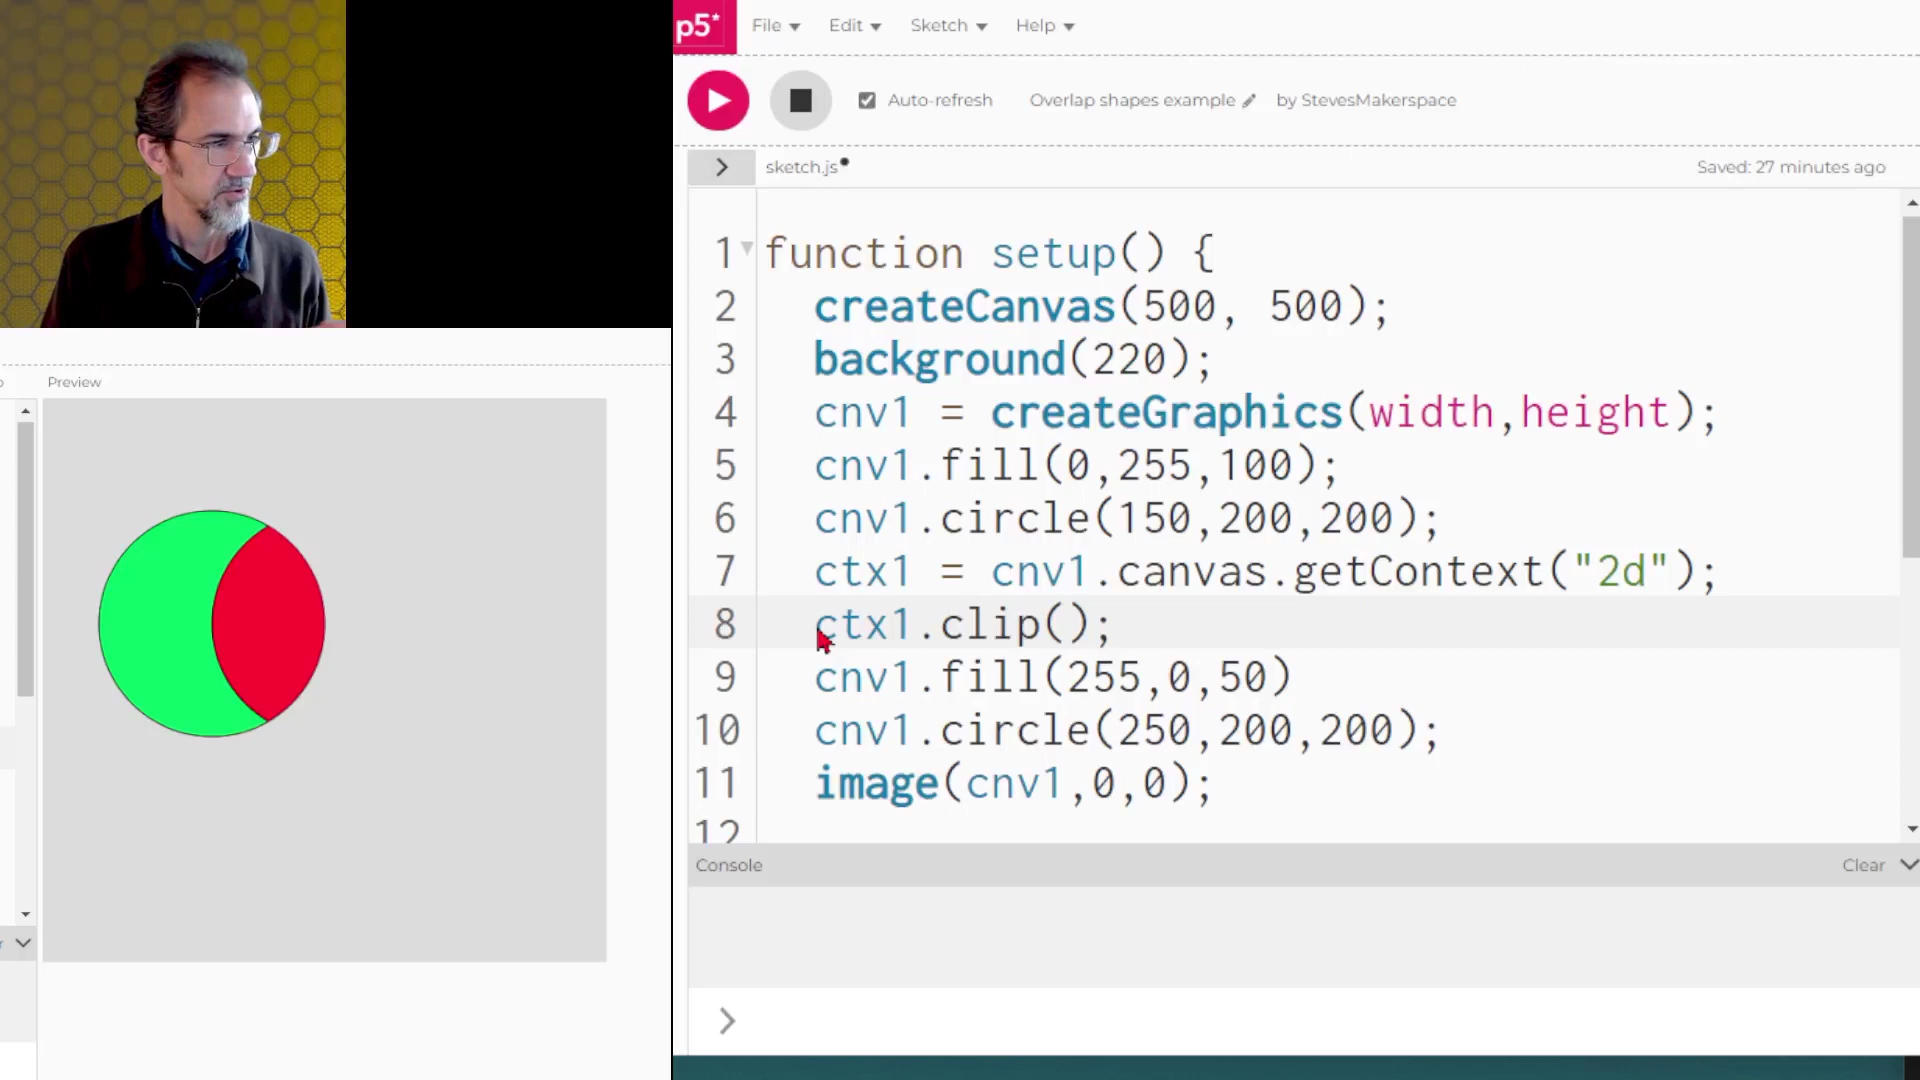 p5* File Edit Sketch Help
Auto-refresh Overlap shapes example by StevesMakerspace
sketch.js Saved: 27 minutes ago
Preview
1 function setup() {
2 createCanvas(500, 500);
3 background(220);
4 cnv1 = createGraphics(width,height);
5 cnv1.fill(0,255,100);
6 cnv1.circle(150,200,200);
7 ctx1 = cnv1.canvas.getContext("2d");
8 ctx1.clip();
9 cnv1.fill(255,0,50)
10 cnv1.circle(250,200,200);
11 image(cnv1,0,0);
12
Console Clear
>